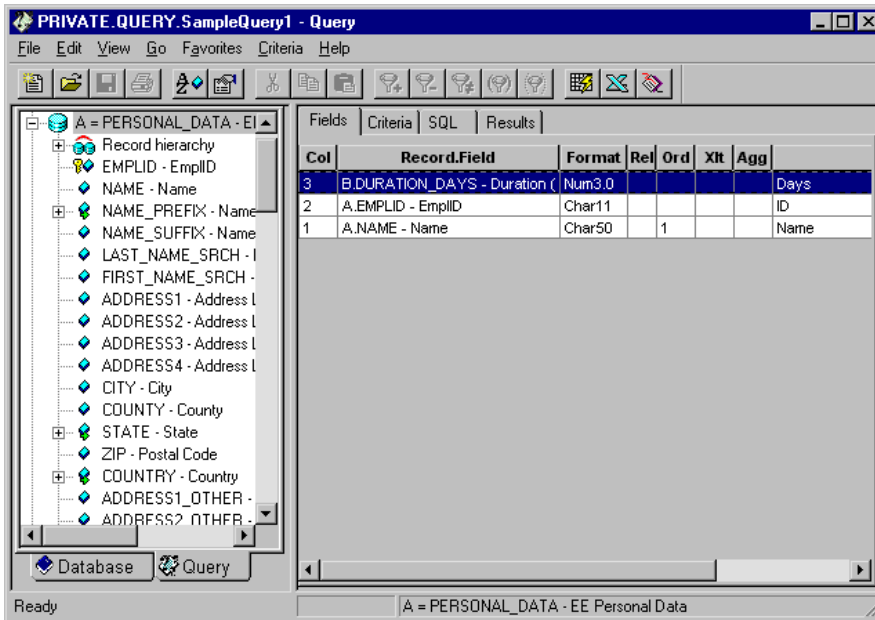 PRIVATE.QUERY.SampleQuery1 - Query
File Edit View Go Favorites Criteria Help
A = PERSONAL_DATA - EI
Record hierarchy
EMPLID - EmplID
NAME - Name
NAME_PREFIX - Name
NAME_SUFFIX - Name
LAST_NAME_SRCH - 
FIRST_NAME_SRCH -
ADDRESS1 - Address L
ADDRESS2 - Address L
ADDRESS3 - Address L
ADDRESS4 - Address L
CITY - City
COUNTY - County
STATE - State
ZIP - Postal Code
COUNTRY - Country
ADDRESS1_OTHER -
ADDRESS2_OTHER -
Database Query
Fields Criteria SQL Results
Col Record.Field Format Rel Ord Xlt Agg
3 B.DURATION_DAYS - Duration ( Num3.0 Days
2 A.EMPLID - EmplID Char11 ID
1 A.NAME - Name Char50 1 Name
Ready A = PERSONAL_DATA - EE Personal Data